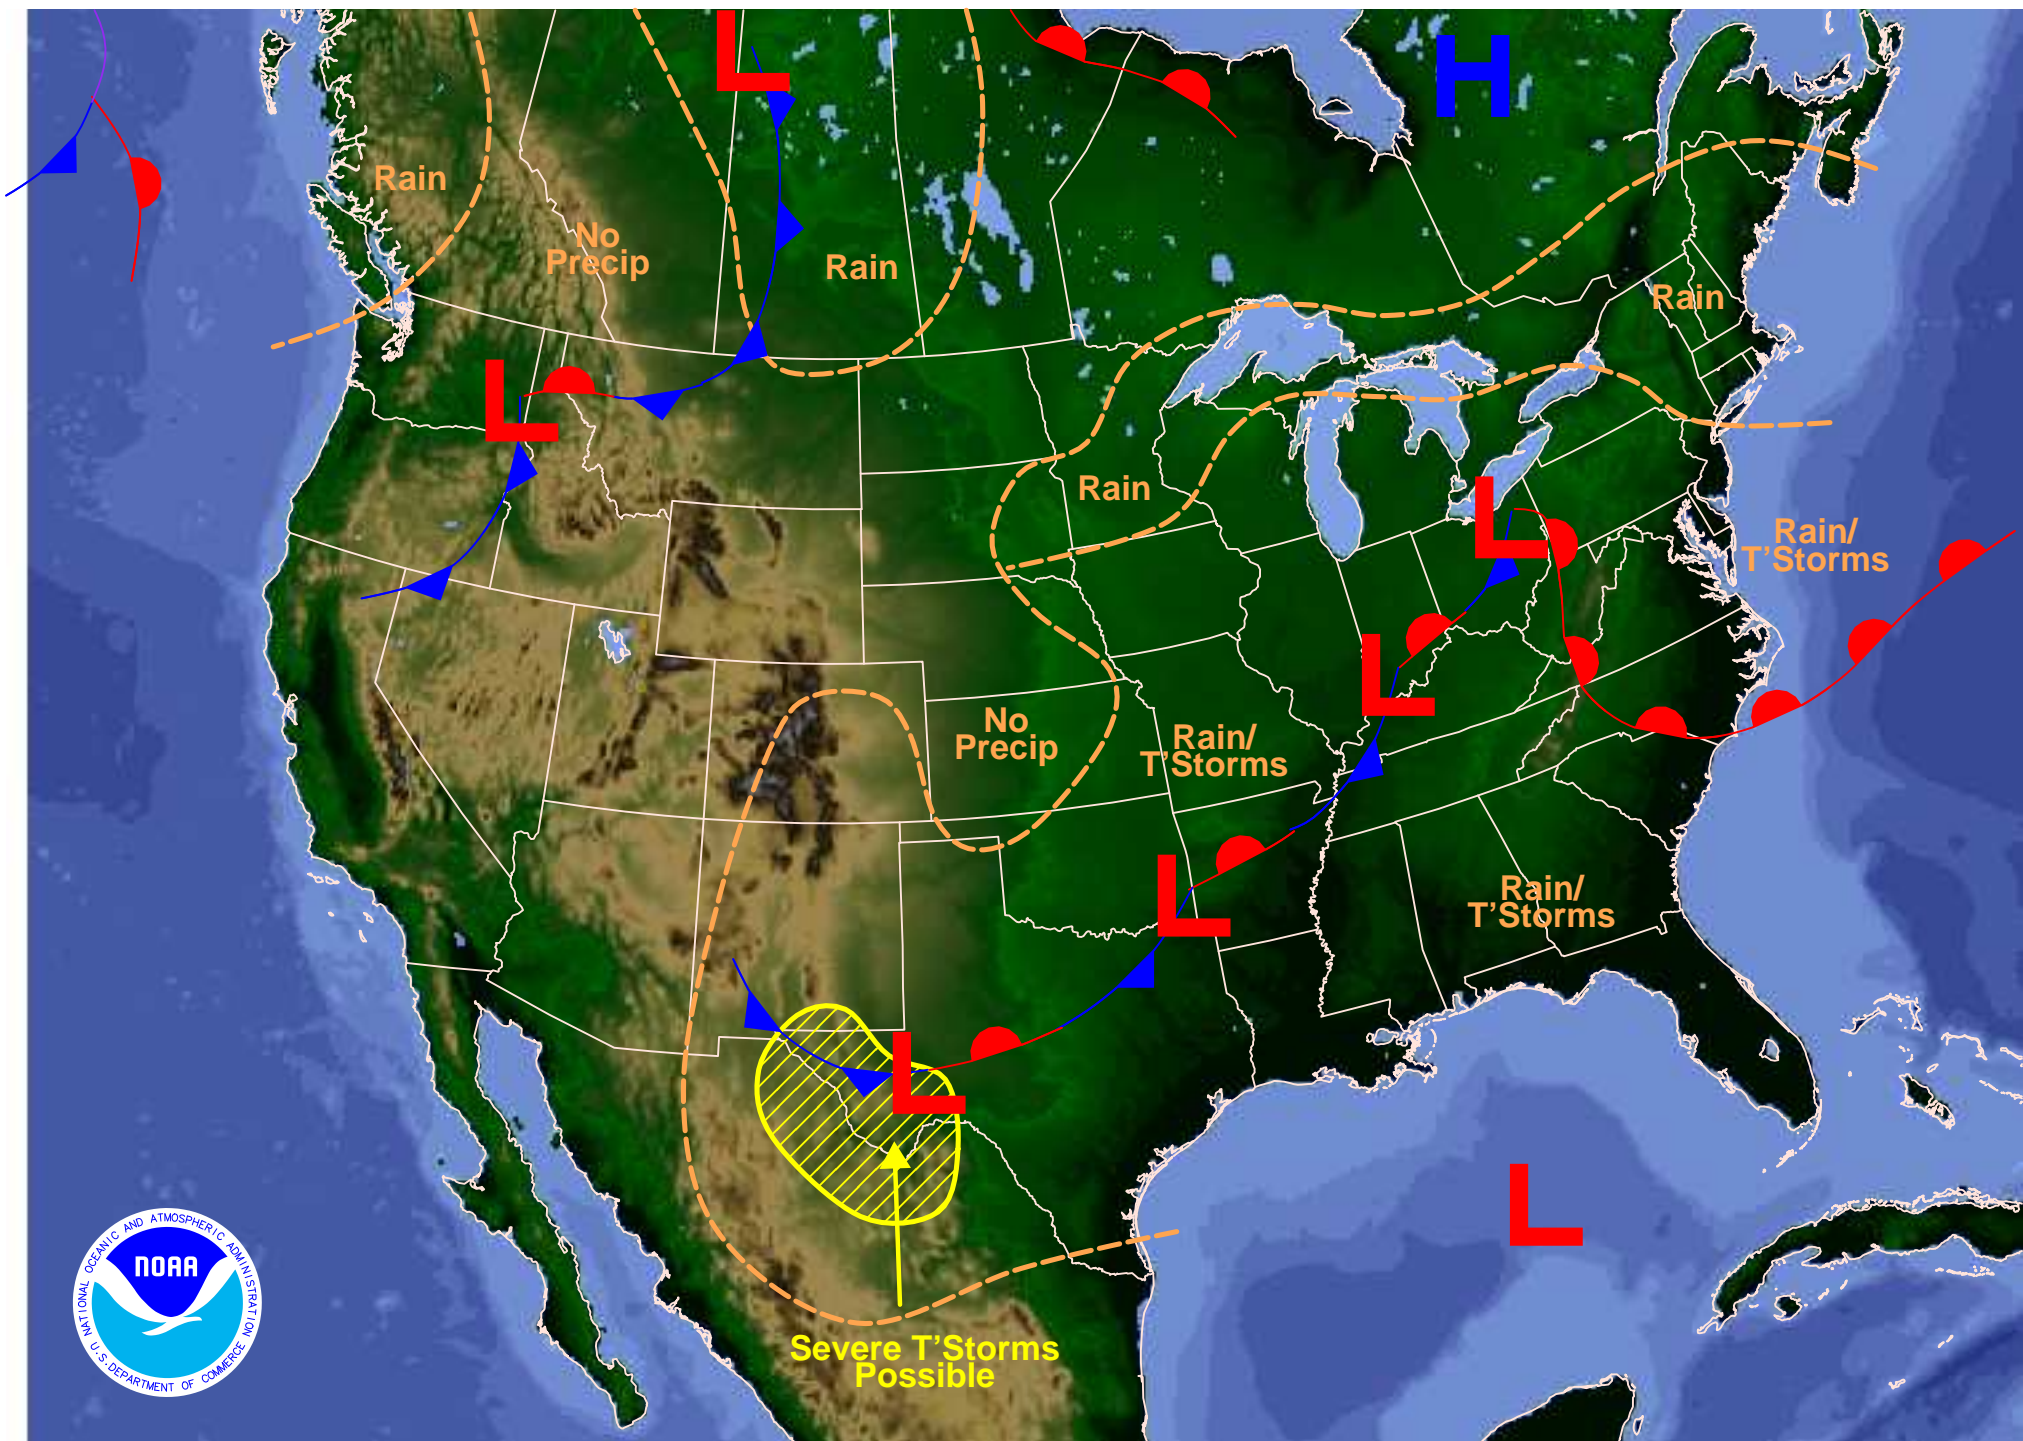 L
H
Rain
No
Precip
Rain
Rain
L
Rain
L
Rain/
T'Storms
L
No
Precip
Rain/
T'Storms
L
Rain/
T'Storms
L
L
NATIONAL OCEANIC AND ATMOSPHERIC ADMINISTRATION
NOAA
U.S. DEPARTMENT OF COMMERCE
Severe T'Storms
Possible